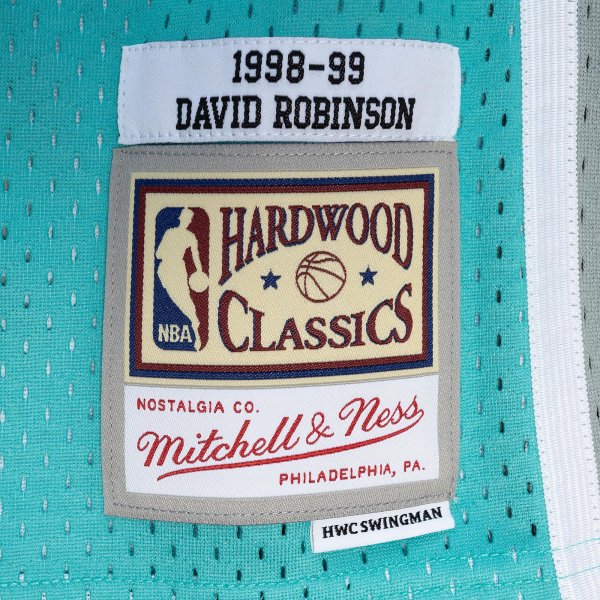 1998-99
DAVID ROBINSON
HARDWOOD
CLASSICS
NBA
NOSTALGIA CO.
Mitchell & Ness
PHILADELPHIA, PA.
HWC SWINGMAN